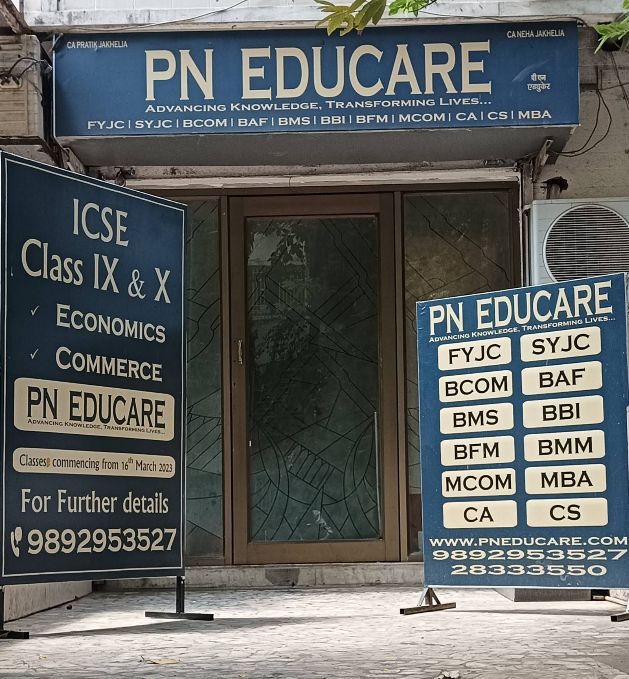 CA PRATIK JAKHELIA
CA NEHA JAKHELIA
PN EDUCARE
पी एन
एज्युकेर
ADVANCING KNOWLEDGE, TRANSFORMING LIVES...
FYJC | SYJC | BCOM | BAF | BMS | BBI | BFM | MCOM | CA | CS | MBA
ICSE
Class IX & X
✓ ECONOMICS
✓ COMMERCE
PN EDUCARE
ADVANCING KNOWLEDGE, TRANSFORMING LIVES...
Classes commencing from 16th March 2023
For Further details
9892953527
PN EDUCARE
ADVANCING KNOWLEDGE, TRANSFORMING LIVES...
FYJC SYJC
BCOM BAF
BMS BBI
BFM BMM
MCOM MBA
CA CS
WWW.PNEDUCARE.COM
9892953527
28333550